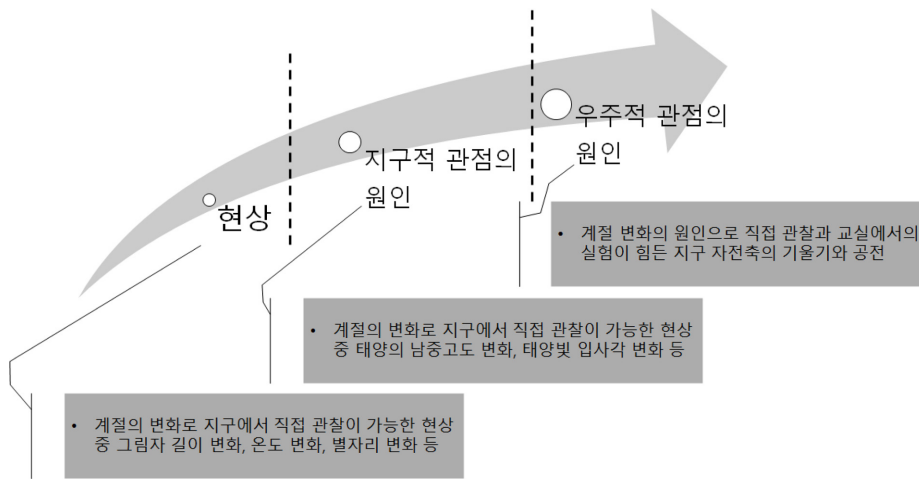 현상
지구적 관점의
원인
우주적 관점의
원인
• 계절 변화의 원인으로 직접 관찰과 교실에서의
실험이 힘든 지구 자전축의 기울기와 공전
• 계절의 변화로 지구에서 직접 관찰이 가능한 현상
중 태양의 남중고도 변화, 태양빛 입사각 변화 등
• 계절의 변화로 지구에서 직접 관찰이 가능한 현상
중 그림자 길이 변화, 온도 변화, 별자리 변화 등